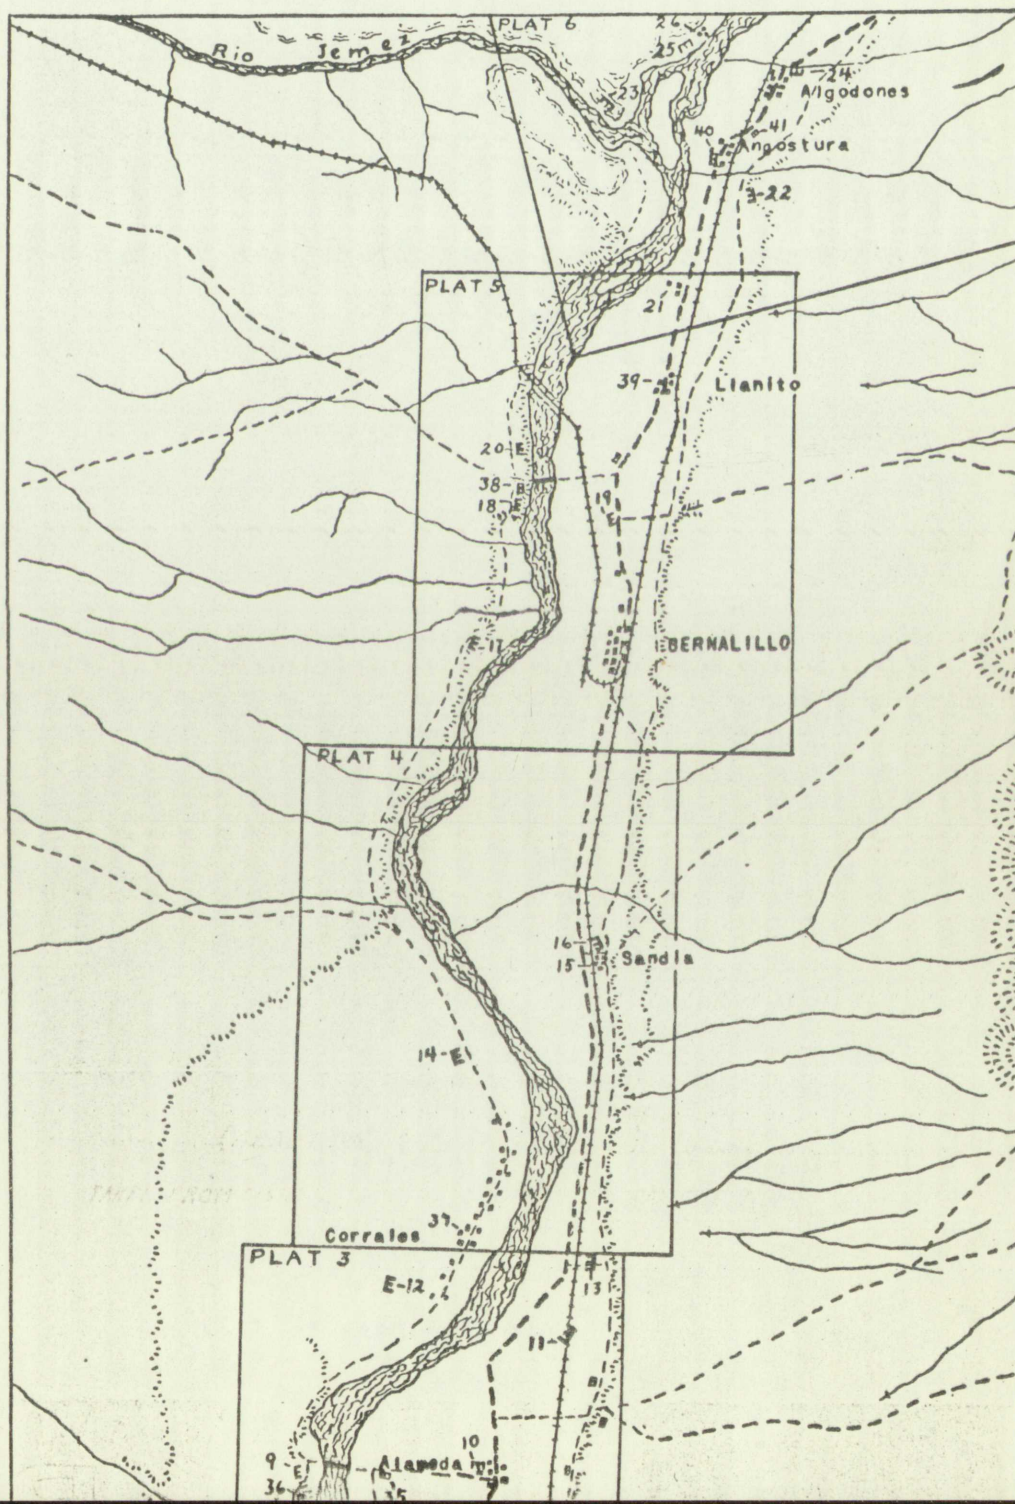 PLAT 6
26
25 m
Rio Jemez
23
E-24
Algodones
40
41
Angostura
3-22
PLAT 5
21
39
Llanito
20-E
38-B
18-E
19
E
E-17
BERNALILLO
PLAT 4
16
15
Sandia
14-E
37
Corrales
PLAT 3
E-12
13
11
B
9
E
36
Alameda
10
m
B
35
E